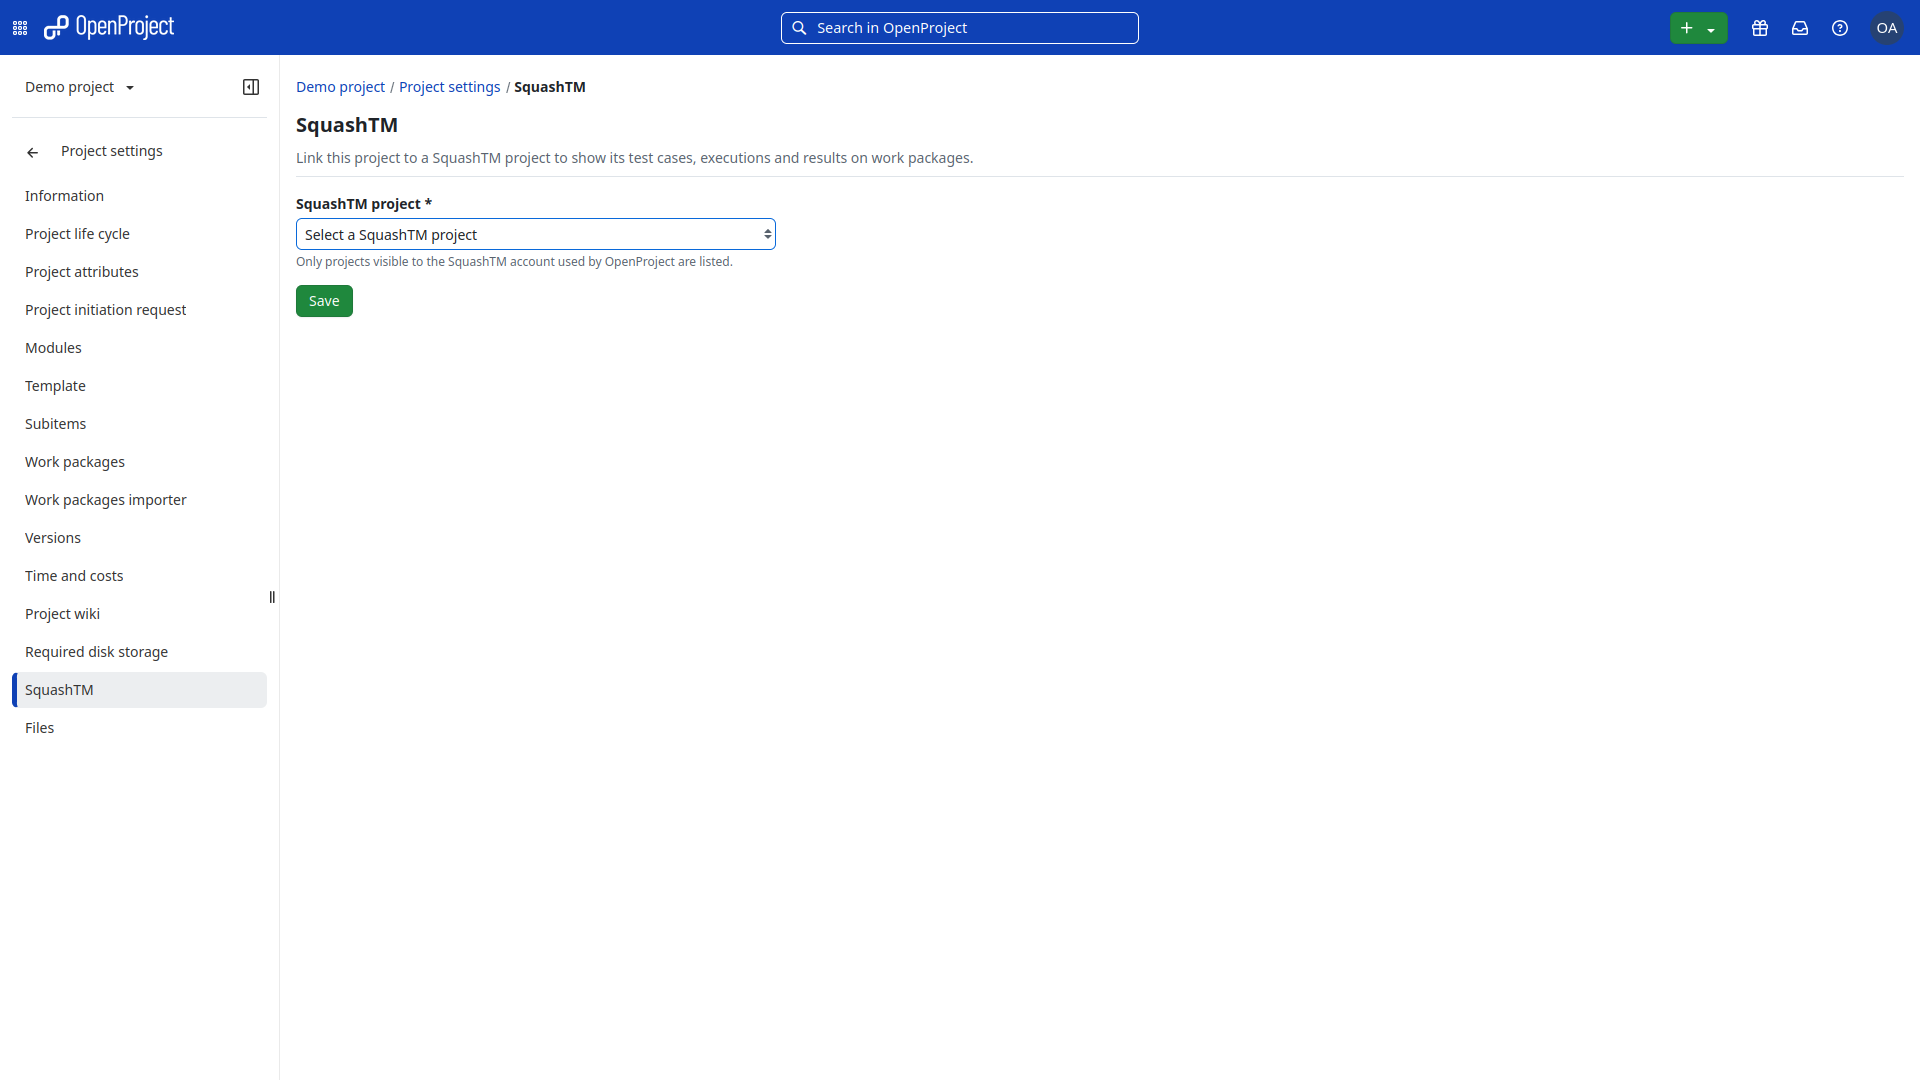 OpenProject
Search in OpenProject
OA
Demo project
Project settings
Information
Project life cycle
Project attributes
Project initiation request
Modules
Template
Subitems
Work packages
Work packages importer
Versions
Time and costs
Project wiki
Required disk storage
SquashTM
Files
Demo project / Project settings / SquashTM
SquashTM
Link this project to a SquashTM project to show its test cases, executions and results on work packages.
SquashTM project *
Select a SquashTM project
Only projects visible to the SquashTM account used by OpenProject are listed.
Save